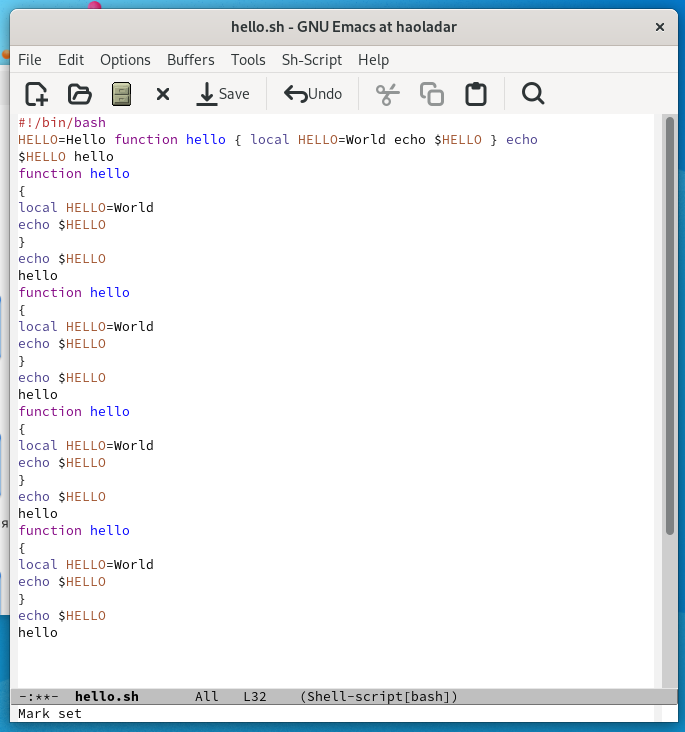 hello.sh - GNU Emacs at haoladar
File Edit Options Buffers Tools Sh-Script Help
Save Undo
#!/bin/bash
HELLO=Hello function hello { local HELLO=World echo $HELLO } echo
$HELLO hello
function hello
{
local HELLO=World
echo $HELLO
}
echo $HELLO
hello
function hello
{
local HELLO=World
echo $HELLO
}
echo $HELLO
hello
function hello
{
local HELLO=World
echo $HELLO
}
echo $HELLO
hello
function hello
{
local HELLO=World
echo $HELLO
}
echo $HELLO
hello
я
-:**- hello.sh All L32 (Shell-script[bash])
Mark set